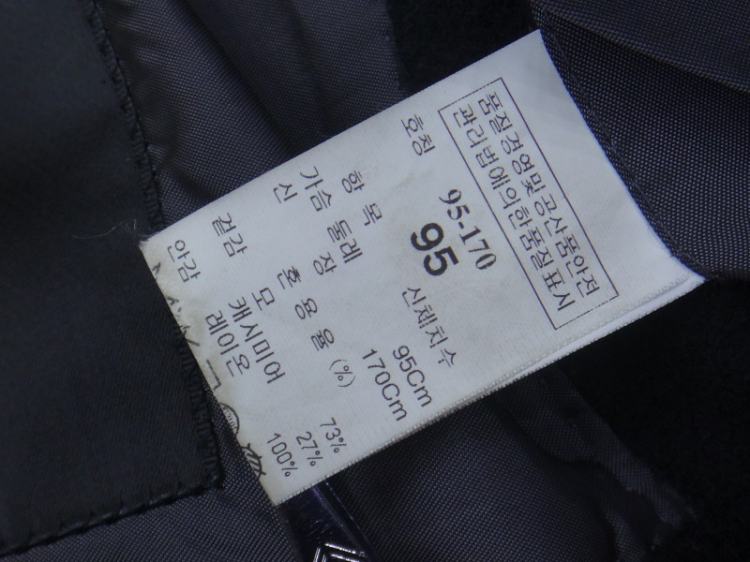 품질경영및공산품안전
관리법에의한품질표시
호칭 95-170
95
항 목 신체치수
가슴 둘레 95Cm
신 장 170Cm
혼 용 율 (%)
겉감 모 73%
캐시미어 27%
안감 레이온 100%